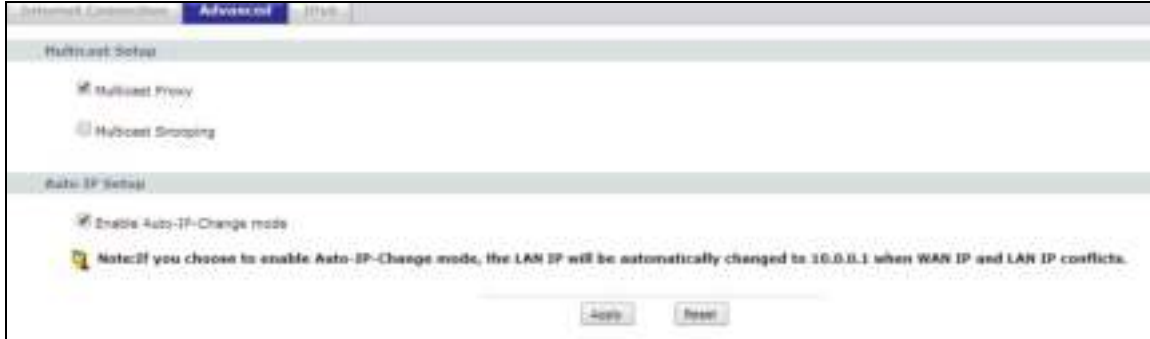 Internet Connection Advanced IPv6
Multicast Setup
Multicast Proxy
Multicast Snooping
Auto IP Setup
Enable Auto-IP-Change mode
Note:If you choose to enable Auto-IP-Change mode, the LAN IP will be automatically changed to 10.0.0.1 when WAN IP and LAN IP conflicts.
Apply Reset